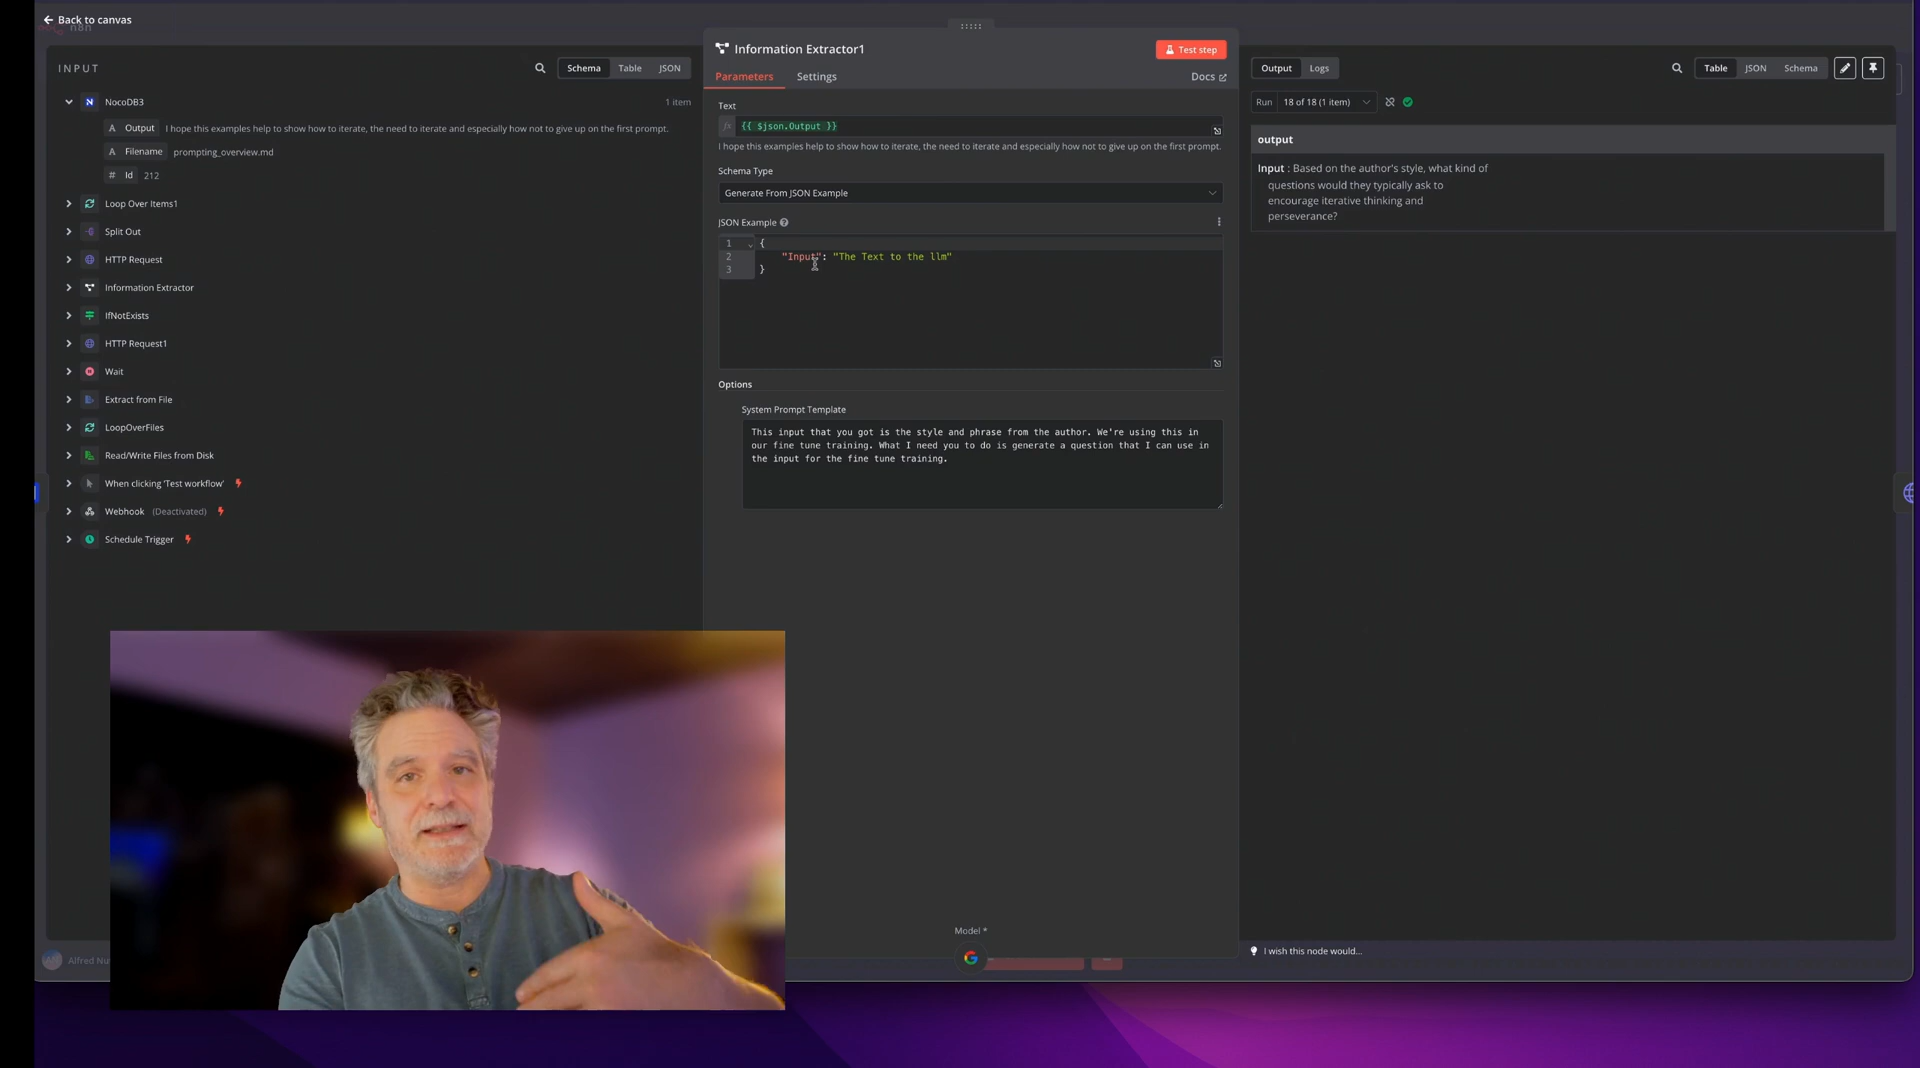 Back to canvas
n8n
INPUT
Schema
Table
JSON
NocoDB3
1 item
A Output I hope this examples help to show how to iterate, the need to iterate and especially how not to give up on the first prompt.
A Filename prompting_overview.md
# Id 212
Loop Over Items1
Split Out
HTTP Request
Information Extractor
IfNotExists
HTTP Request1
Wait
Extract from File
LoopOverFiles
Read/Write Files from Disk
When clicking 'Test workflow'
Webhook (Deactivated)
Schedule Trigger
Alfred Nu
Information Extractor1
Test step
Parameters
Settings
Docs
Text
fx {{ $json.Output }}
I hope this examples help to show how to iterate, the need to iterate and especially how not to give up on the first prompt.
Schema Type
Generate From JSON Example
JSON Example
1 {
2 "Input": "The Text to the llm"
3 }
Options
System Prompt Template
This input that you got is the style and phrase from the author. We're using this in
our fine tune training. What I need you to do is generate a question that I can use in
the input for the fine tune training.
Model *
Output
Logs
Table
JSON
Schema
Run 18 of 18 (1 item)
output
Input : Based on the author's style, what kind of
questions would they typically ask to
encourage iterative thinking and
perseverance?
I wish this node would...